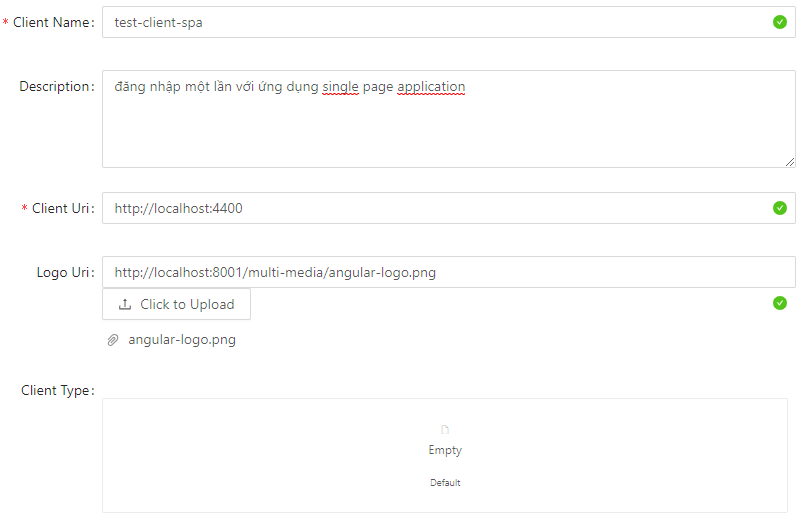 * Client Name: test-client-spa
Description: đăng nhập một lần với ứng dụng single page application
* Client Uri: http://localhost:4400
Logo Uri: http://localhost:8001/multi-media/angular-logo.png
Click to Upload
angular-logo.png
Client Type:
Empty
Default